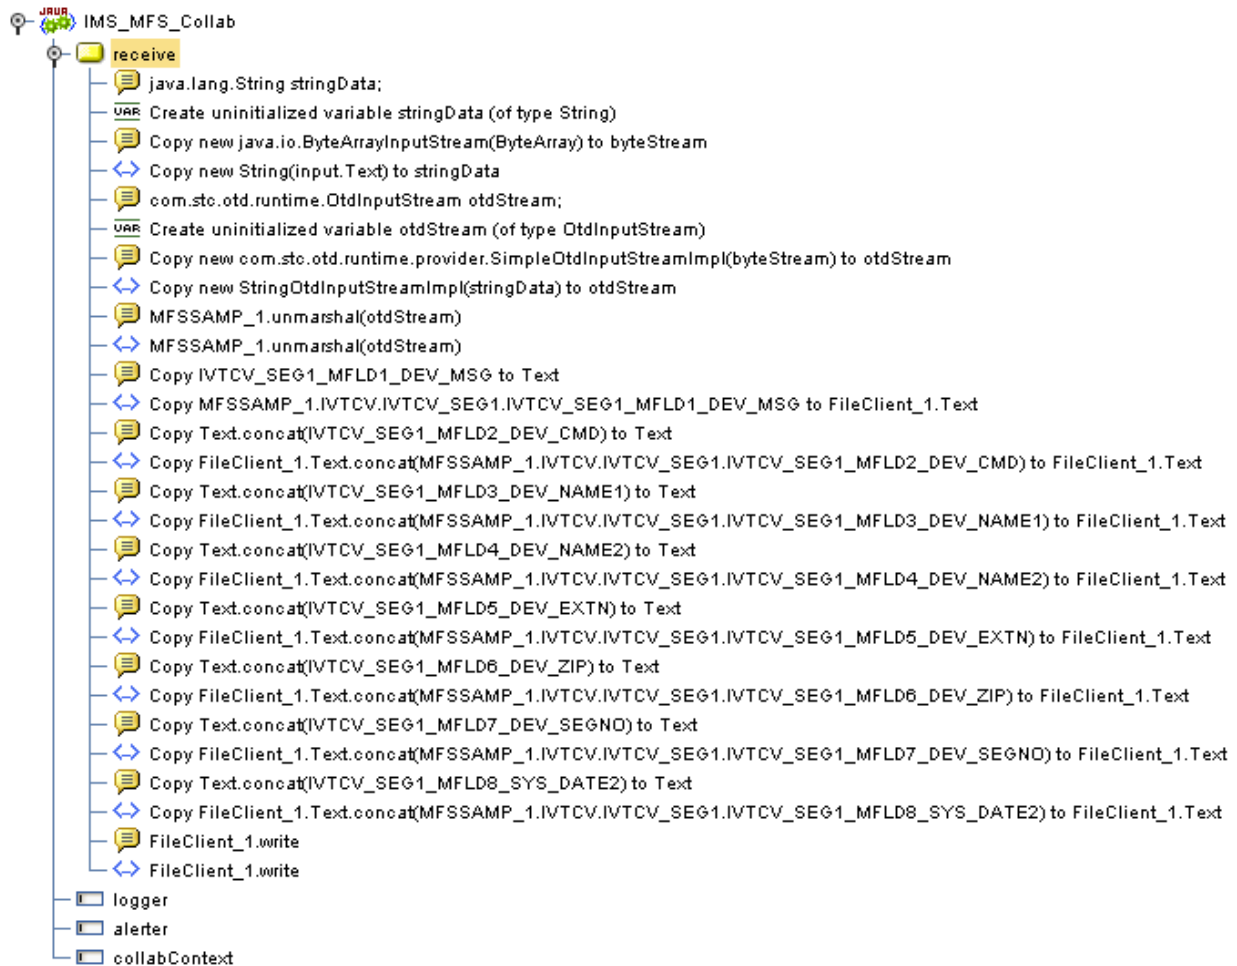 JAVA
IMS_MFS_Collab
receive
java.lang.String stringData;
VAR Create uninitialized variable stringData (of type String)
Copy new java.io.ByteArrayInputStream(ByteArray) to byteStream
Copy new String(input.Text) to stringData
com.stc.otd.runtime.OtdInputStream otdStream;
VAR Create uninitialized variable otdStream (of type OtdInputStream)
Copy new com.stc.otd.runtime.provider.SimpleOtdInputStreamImpl(byteStream) to otdStream
Copy new StringOtdInputStreamImpl(stringData) to otdStream
MFSSAMP_1.unmarshal(otdStream)
MFSSAMP_1.unmarshal(otdStream)
Copy IVTCV_SEG1_MFLD1_DEV_MSG to Text
Copy MFSSAMP_1.IVTCV.IVTCV_SEG1.IVTCV_SEG1_MFLD1_DEV_MSG to FileClient_1.Text
Copy Text.concat(IVTCV_SEG1_MFLD2_DEV_CMD) to Text
Copy FileClient_1.Text.concat(MFSSAMP_1.IVTCV.IVTCV_SEG1.IVTCV_SEG1_MFLD2_DEV_CMD) to FileClient_1.Text
Copy Text.concat(IVTCV_SEG1_MFLD3_DEV_NAME1) to Text
Copy FileClient_1.Text.concat(MFSSAMP_1.IVTCV.IVTCV_SEG1.IVTCV_SEG1_MFLD3_DEV_NAME1) to FileClient_1.Text
Copy Text.concat(IVTCV_SEG1_MFLD4_DEV_NAME2) to Text
Copy FileClient_1.Text.concat(MFSSAMP_1.IVTCV.IVTCV_SEG1.IVTCV_SEG1_MFLD4_DEV_NAME2) to FileClient_1.Text
Copy Text.concat(IVTCV_SEG1_MFLD5_DEV_EXTN) to Text
Copy FileClient_1.Text.concat(MFSSAMP_1.IVTCV.IVTCV_SEG1.IVTCV_SEG1_MFLD5_DEV_EXTN) to FileClient_1.Text
Copy Text.concat(IVTCV_SEG1_MFLD6_DEV_ZIP) to Text
Copy FileClient_1.Text.concat(MFSSAMP_1.IVTCV.IVTCV_SEG1.IVTCV_SEG1_MFLD6_DEV_ZIP) to FileClient_1.Text
Copy Text.concat(IVTCV_SEG1_MFLD7_DEV_SEGNO) to Text
Copy FileClient_1.Text.concat(MFSSAMP_1.IVTCV.IVTCV_SEG1.IVTCV_SEG1_MFLD7_DEV_SEGNO) to FileClient_1.Text
Copy Text.concat(IVTCV_SEG1_MFLD8_SYS_DATE2) to Text
Copy FileClient_1.Text.concat(MFSSAMP_1.IVTCV.IVTCV_SEG1.IVTCV_SEG1_MFLD8_SYS_DATE2) to FileClient_1.Text
FileClient_1.write
FileClient_1.write
logger
alerter
collabContext